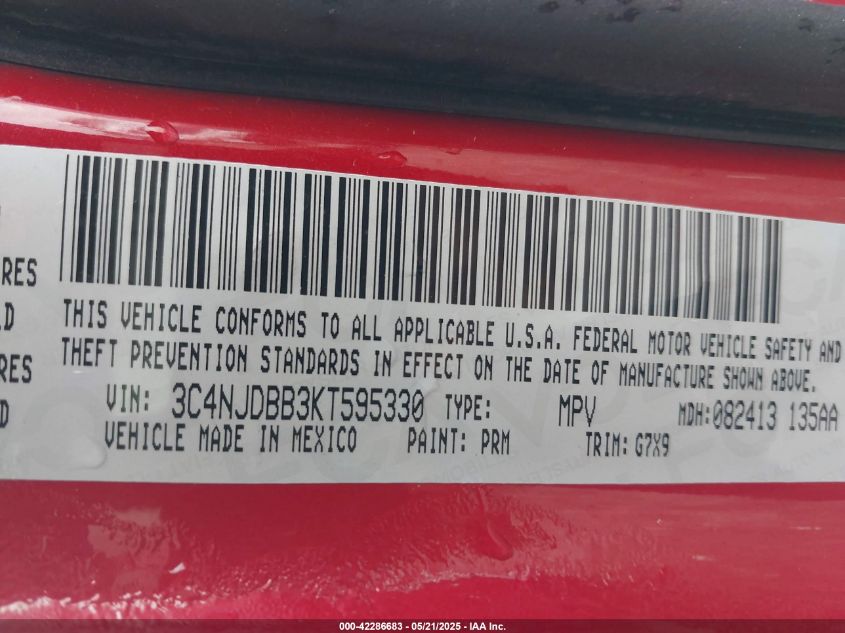 RES
LD
RES
D
THIS VEHICLE CONFORMS TO ALL APPLICABLE U.S.A. FEDERAL MOTOR VEHICLE SAFETY AND
THEFT PREVENTION STANDARDS IN EFFECT ON THE DATE OF MANUFACTURE SHOWN ABOVE.
VIN: 3C4NJDBB3KT595330 TYPE: MPV MDH:082413 135AA
VEHICLE MADE IN MEXICO PAINT: PRM TRIM: G7X9
000-42286683 - 05/21/2025 - IAA Inc.